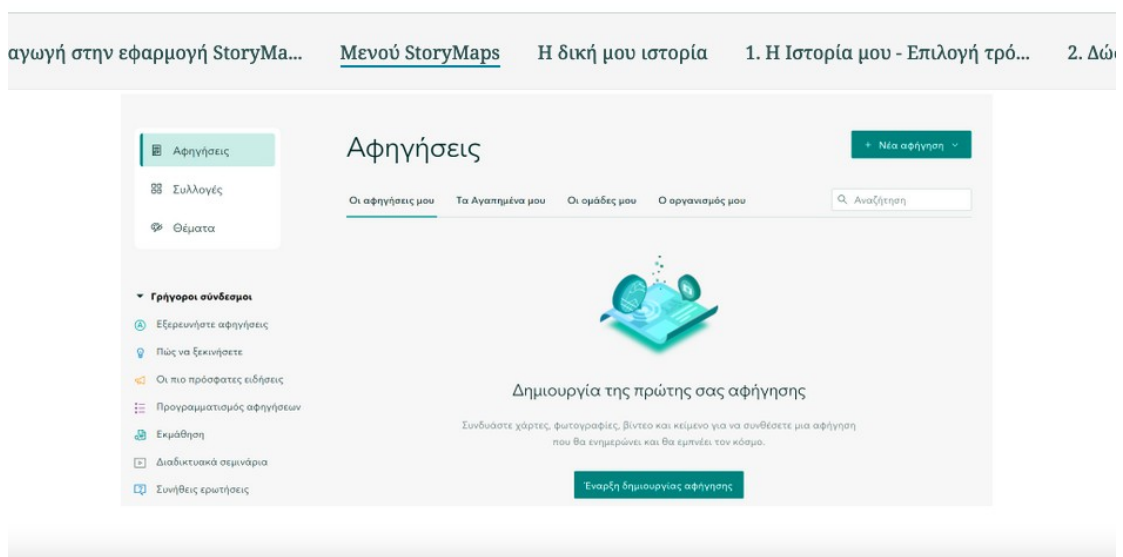 αγωγή στην εφαρμογή StoryMa... Μενού StoryMaps Η δική μου ιστορία 1. Η Ιστορία μου - Επιλογή τρό... 2. Δώσ
Αφηγήσεις
Συλλογές
Θέματα
Γρήγοροι σύνδεσμοι
Εξερευνήστε αφηγήσεις
Πώς να ξεκινήσετε
Οι πιο πρόσφατες ειδήσεις
Προγραμματισμός αφηγήσεων
Εκμάθηση
Διαδικτυακά σεμινάρια
Συνήθεις ερωτήσεις
Αφηγήσεις
+ Νέα αφήγηση
Οι αφηγήσεις μου Τα Αγαπημένα μου Οι ομάδες μου Ο οργανισμός μου Αναζήτηση
Δημιουργία της πρώτης σας αφήγησης
Συνδυάστε χάρτες, φωτογραφίες, βίντεο και κείμενο για να συνθέσετε μια αφήγηση
που θα ενημερώνει και θα εμπνέει τον κόσμο.
Έναρξη δημιουργίας αφήγησης